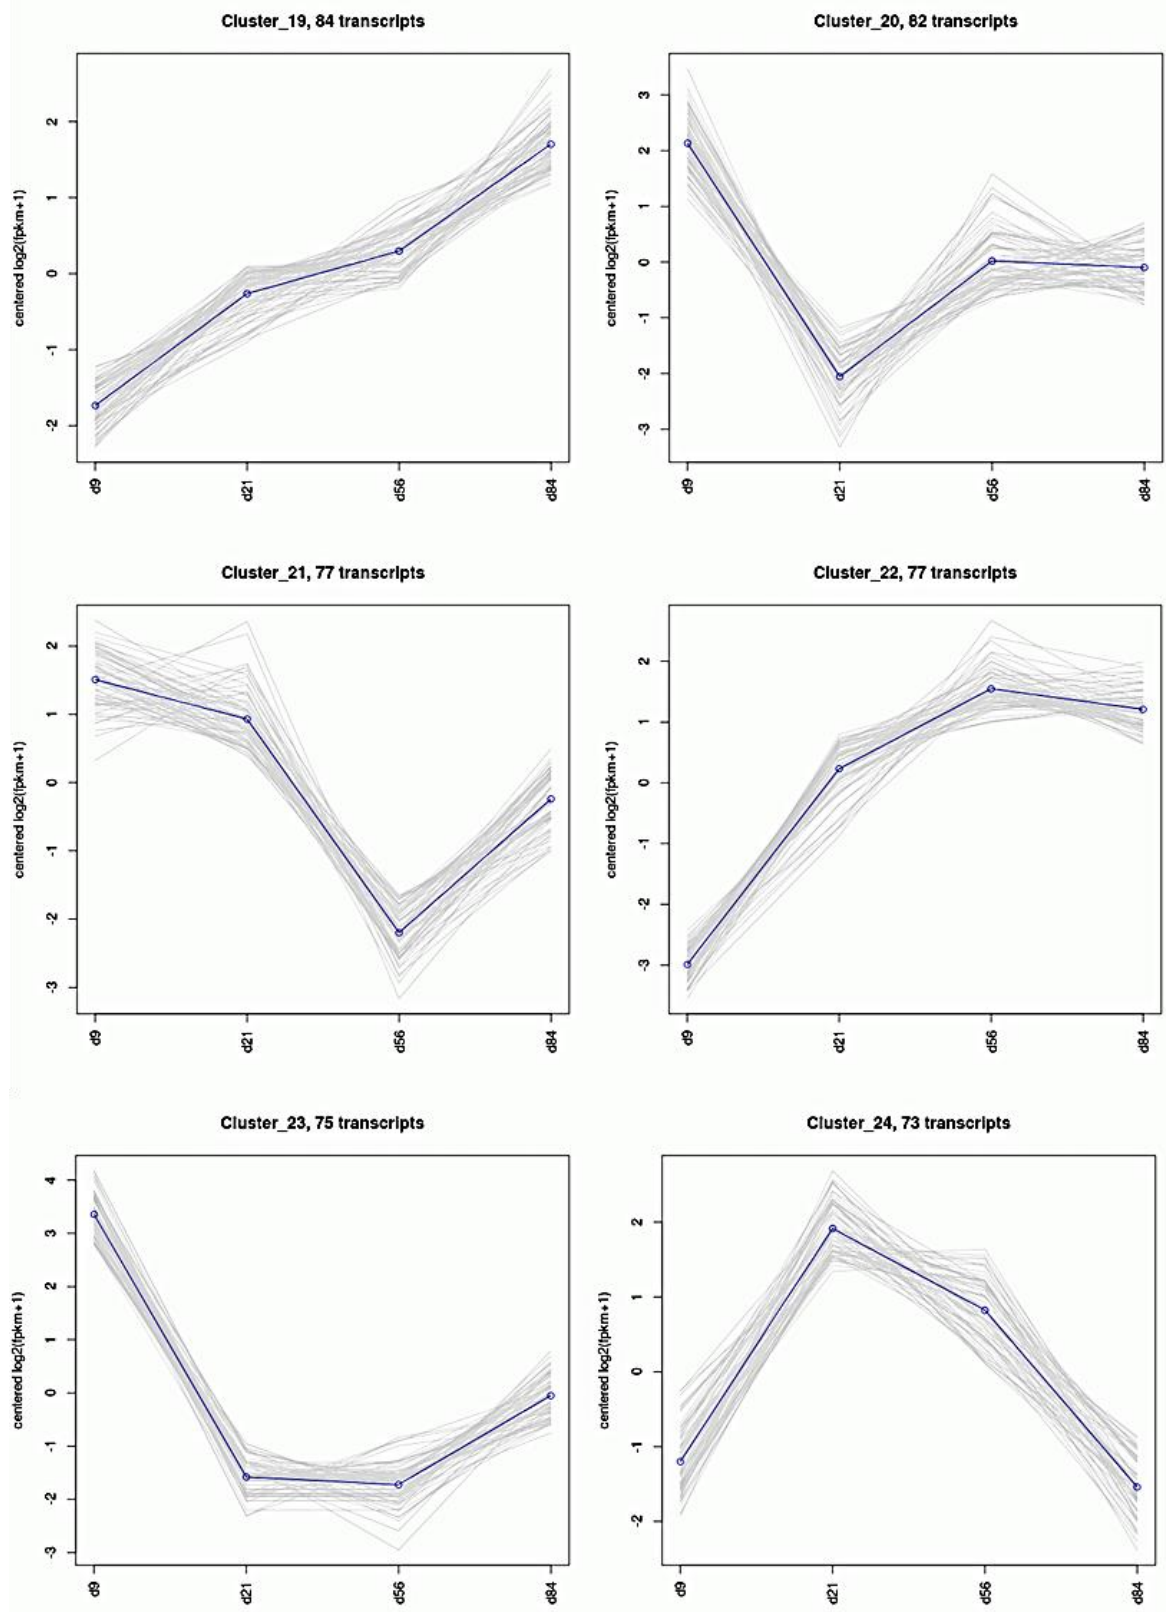 Cluster_19, 84 transcripts
centered log2(fpkm+1)
2
1
0
-1
-2
d9
d21
d56
d84
Cluster_20, 82 transcripts
centered log2(fpkm+1)
3
2
1
0
-1
-2
-3
d9
d21
d56
d84
Cluster_21, 77 transcripts
centered log2(fpkm+1)
2
1
0
-1
-2
-3
d9
d21
d56
d84
Cluster_22, 77 transcripts
centered log2(fpkm+1)
2
1
0
-1
-2
-3
d9
d21
d56
d84
Cluster_23, 75 transcripts
centered log2(fpkm+1)
4
3
2
1
0
-1
-2
-3
d9
d21
d56
d84
Cluster_24, 73 transcripts
centered log2(fpkm+1)
2
1
0
-1
-2
d9
d21
d56
d84